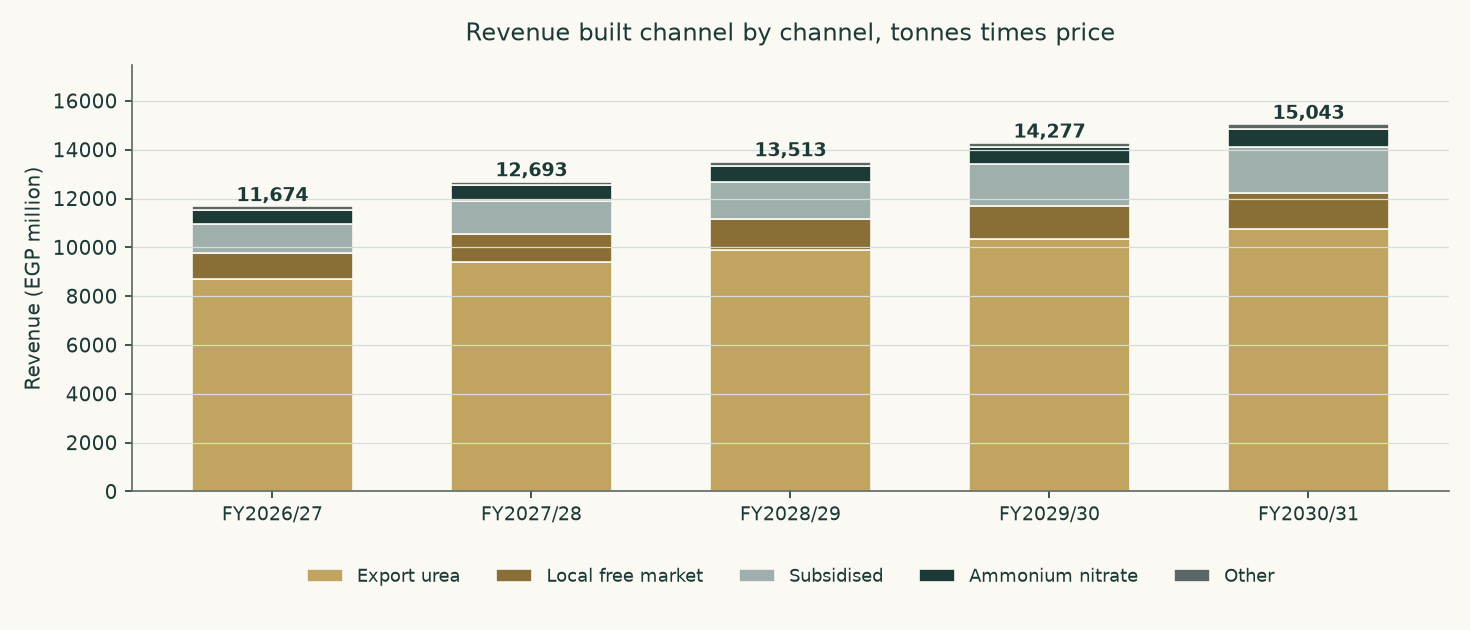 Revenue built channel by channel, tonnes times price
Revenue (EGP million)
16000
14000
12000
10000
8000
6000
4000
2000
0
11,674
12,693
13,513
14,277
15,043
FY2026/27
FY2027/28
FY2028/29
FY2029/30
FY2030/31
Export urea
Local free market
Subsidised
Ammonium nitrate
Other